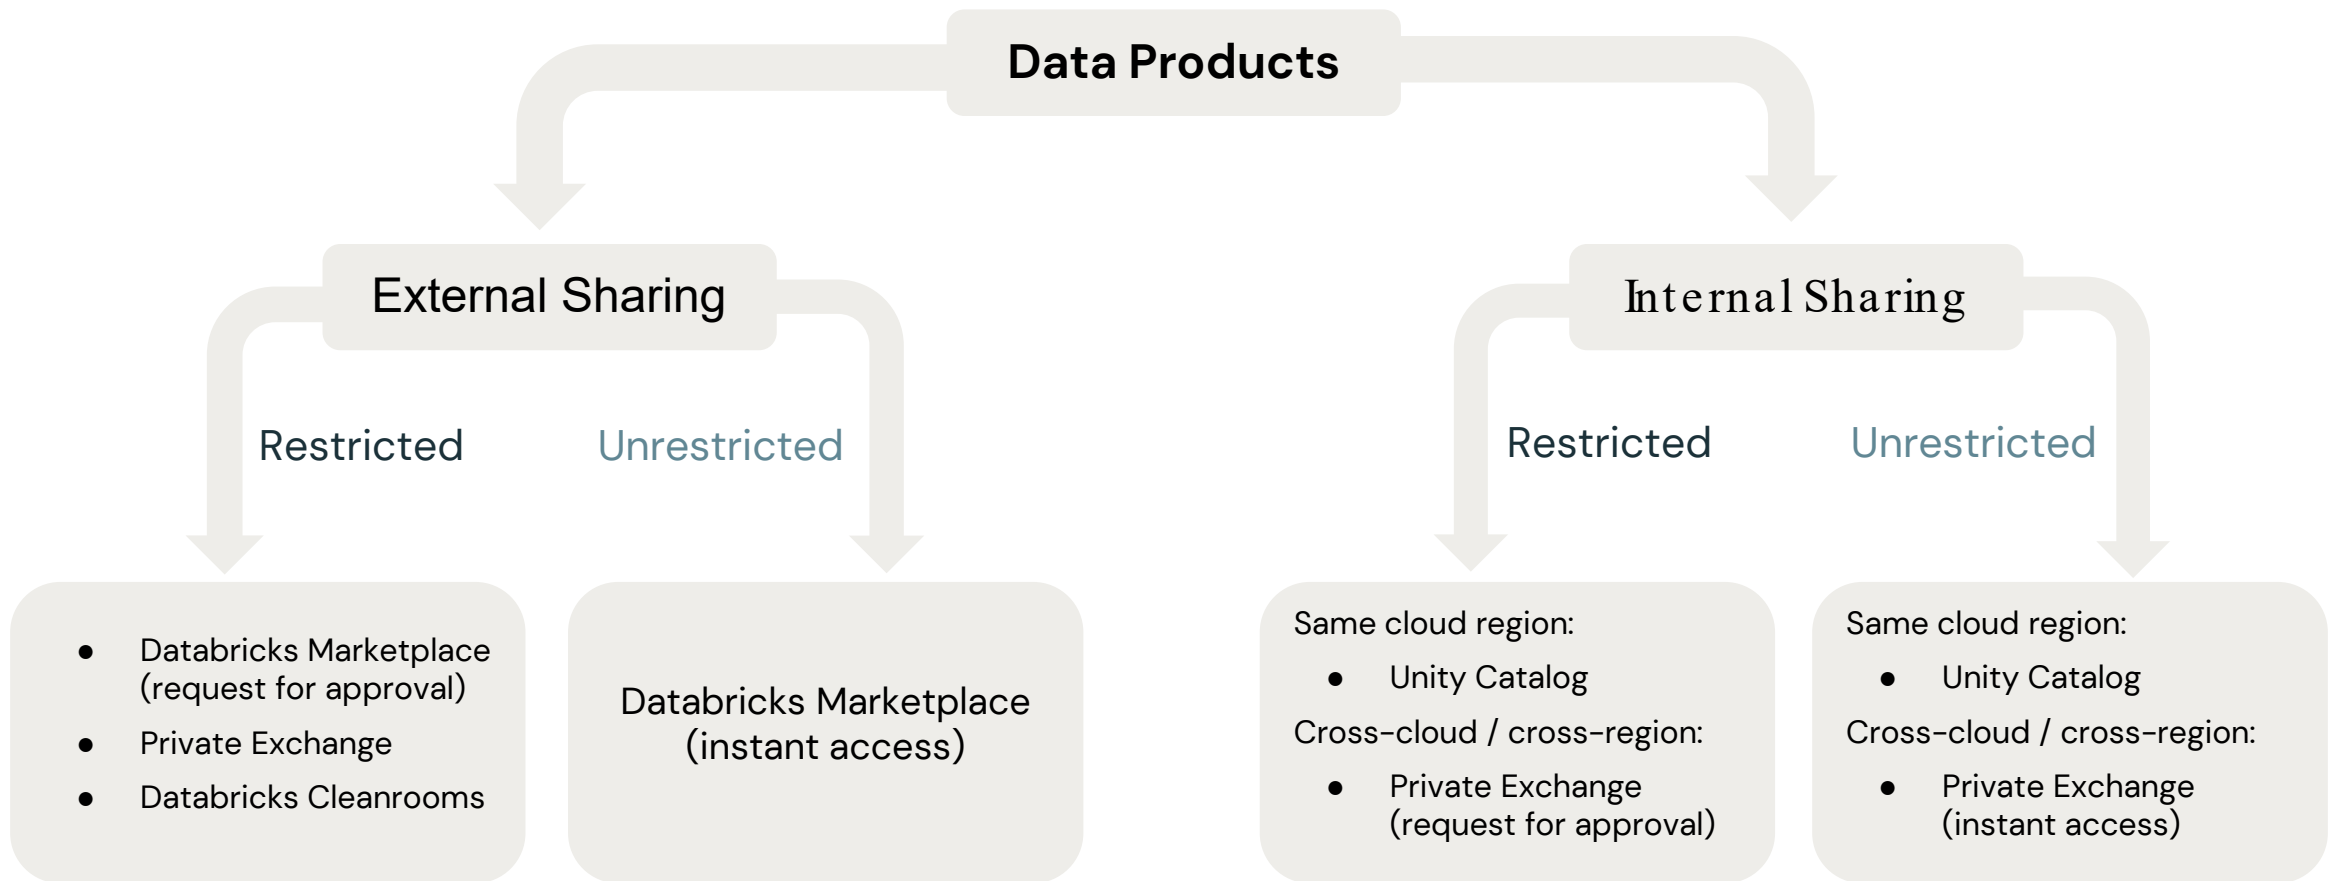 Data Products
External Sharing
Internal Sharing
Restricted
Unrestricted
Restricted
Unrestricted
● Databricks Marketplace
(request for approval)
● Private Exchange
● Databricks Cleanrooms
Databricks Marketplace
(instant access)
Same cloud region:
● Unity Catalog
Cross-cloud / cross-region:
● Private Exchange
(request for approval)
Same cloud region:
● Unity Catalog
Cross-cloud / cross-region:
● Private Exchange
(instant access)